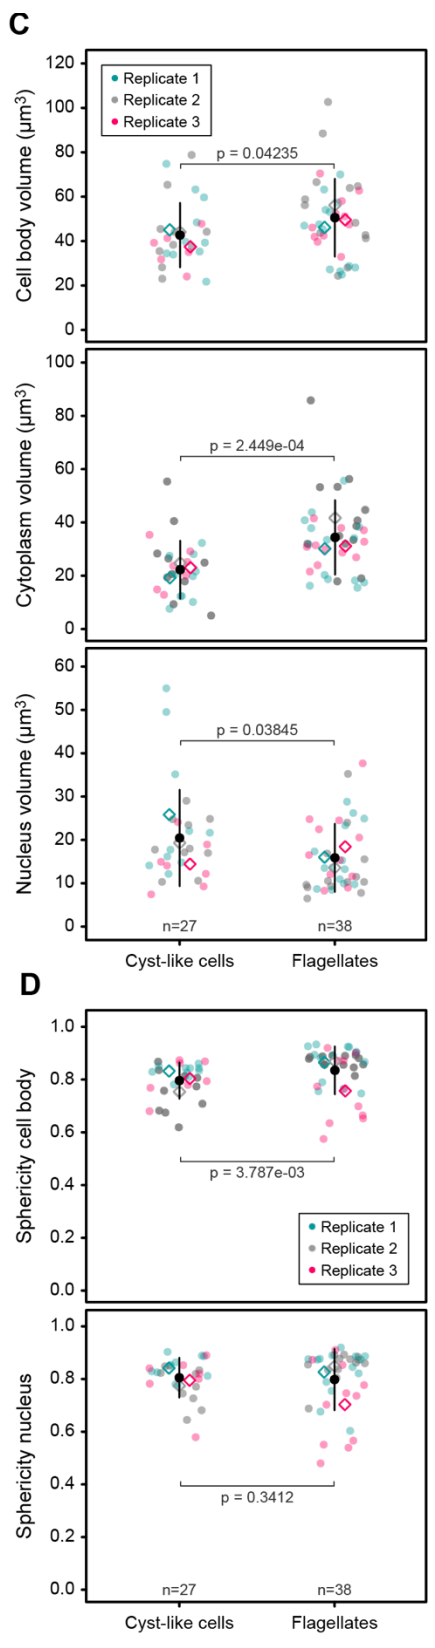 C
Cell body volume (µm³)
120
100
80
60
40
20
0
Replicate 1
Replicate 2
Replicate 3
p = 0.04235
Cytoplasm volume (µm³)
100
80
60
40
20
0
p = 2.449e-04
Nucleus volume (µm³)
60
50
40
30
20
10
0
p = 0.03845
n=27
n=38
Cyst-like cells
Flagellates
D
Sphericity cell body
1.0
0.8
0.6
0.4
0.2
0.0
p = 3.787e-03
Replicate 1
Replicate 2
Replicate 3
Sphericity nucleus
1.0
0.8
0.6
0.4
0.2
0.0
p = 0.3412
n=27
n=38
Cyst-like cells
Flagellates